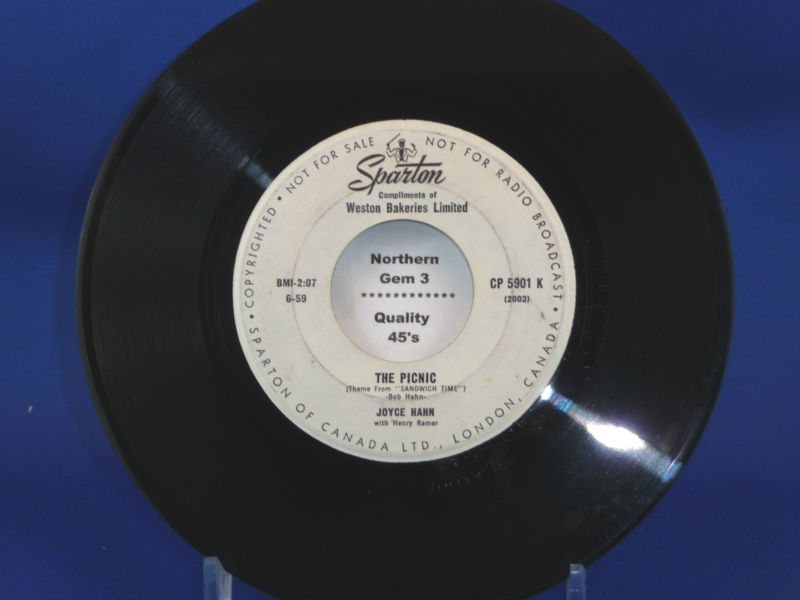 COPYRIGHTED • NOT FOR SALE
NOT FOR RADIO BROADCAST •
Sparton
Compliments of
Weston Bakeries Limited
Northern
Gem 3
************
Quality
45's
BMI-2:07
G-59
CP 5901 K
(2003)
THE PICNIC
(Theme From "SANDWICH TIME")
-Bob Hahn-
JOYCE HAHN
with Henry Ramer
SPARTON OF CANADA LTD., LONDON, CANADA